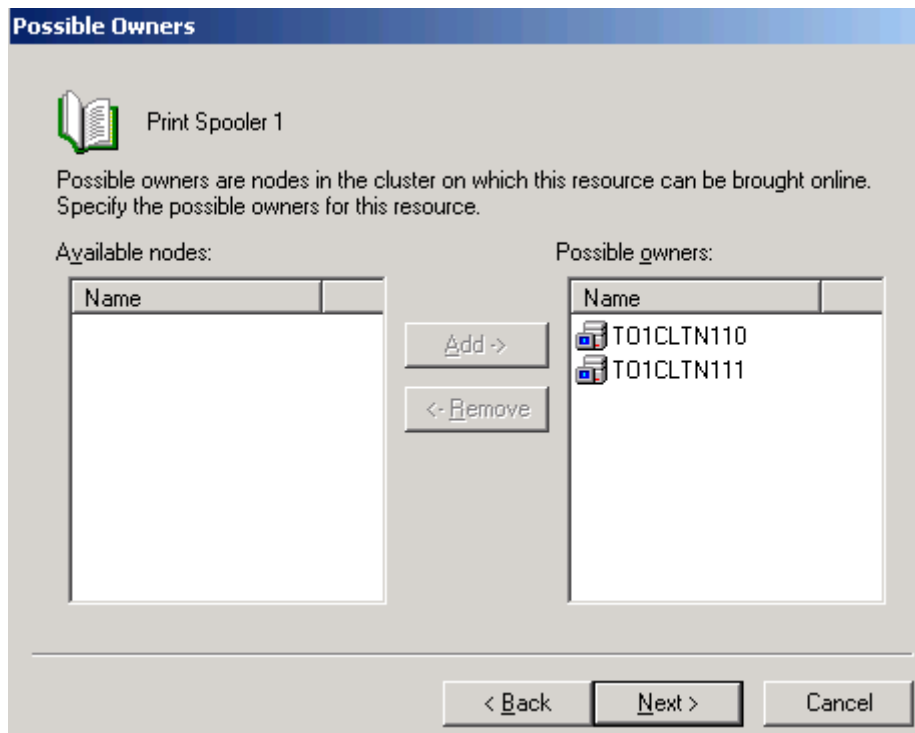 Possible Owners
Print Spooler 1
Possible owners are nodes in the cluster on which this resource can be brought online.
Specify the possible owners for this resource.
Available nodes:
Possible owners:
Name
Name
Add ->
TO1CLTN110
TO1CLTN111
<- Remove
< Back
Next >
Cancel